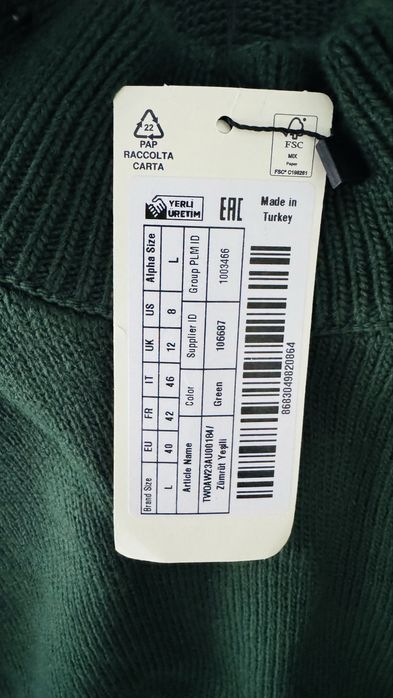 22
PAP
RACCOLTA
CARTA
FSC
MIX
Paper
FSC® C198261
YERLİ
ÜRETİM
EAC
Made in
Turkey
Brand Size EU FR IT UK US Alpha Size
L 40 42 46 12 8 L
Article Name Color Supplier ID Group PLM ID
TWOAW23AU00184/ Green 106687 1003466
Zümrüt Yeşili
8683049820864